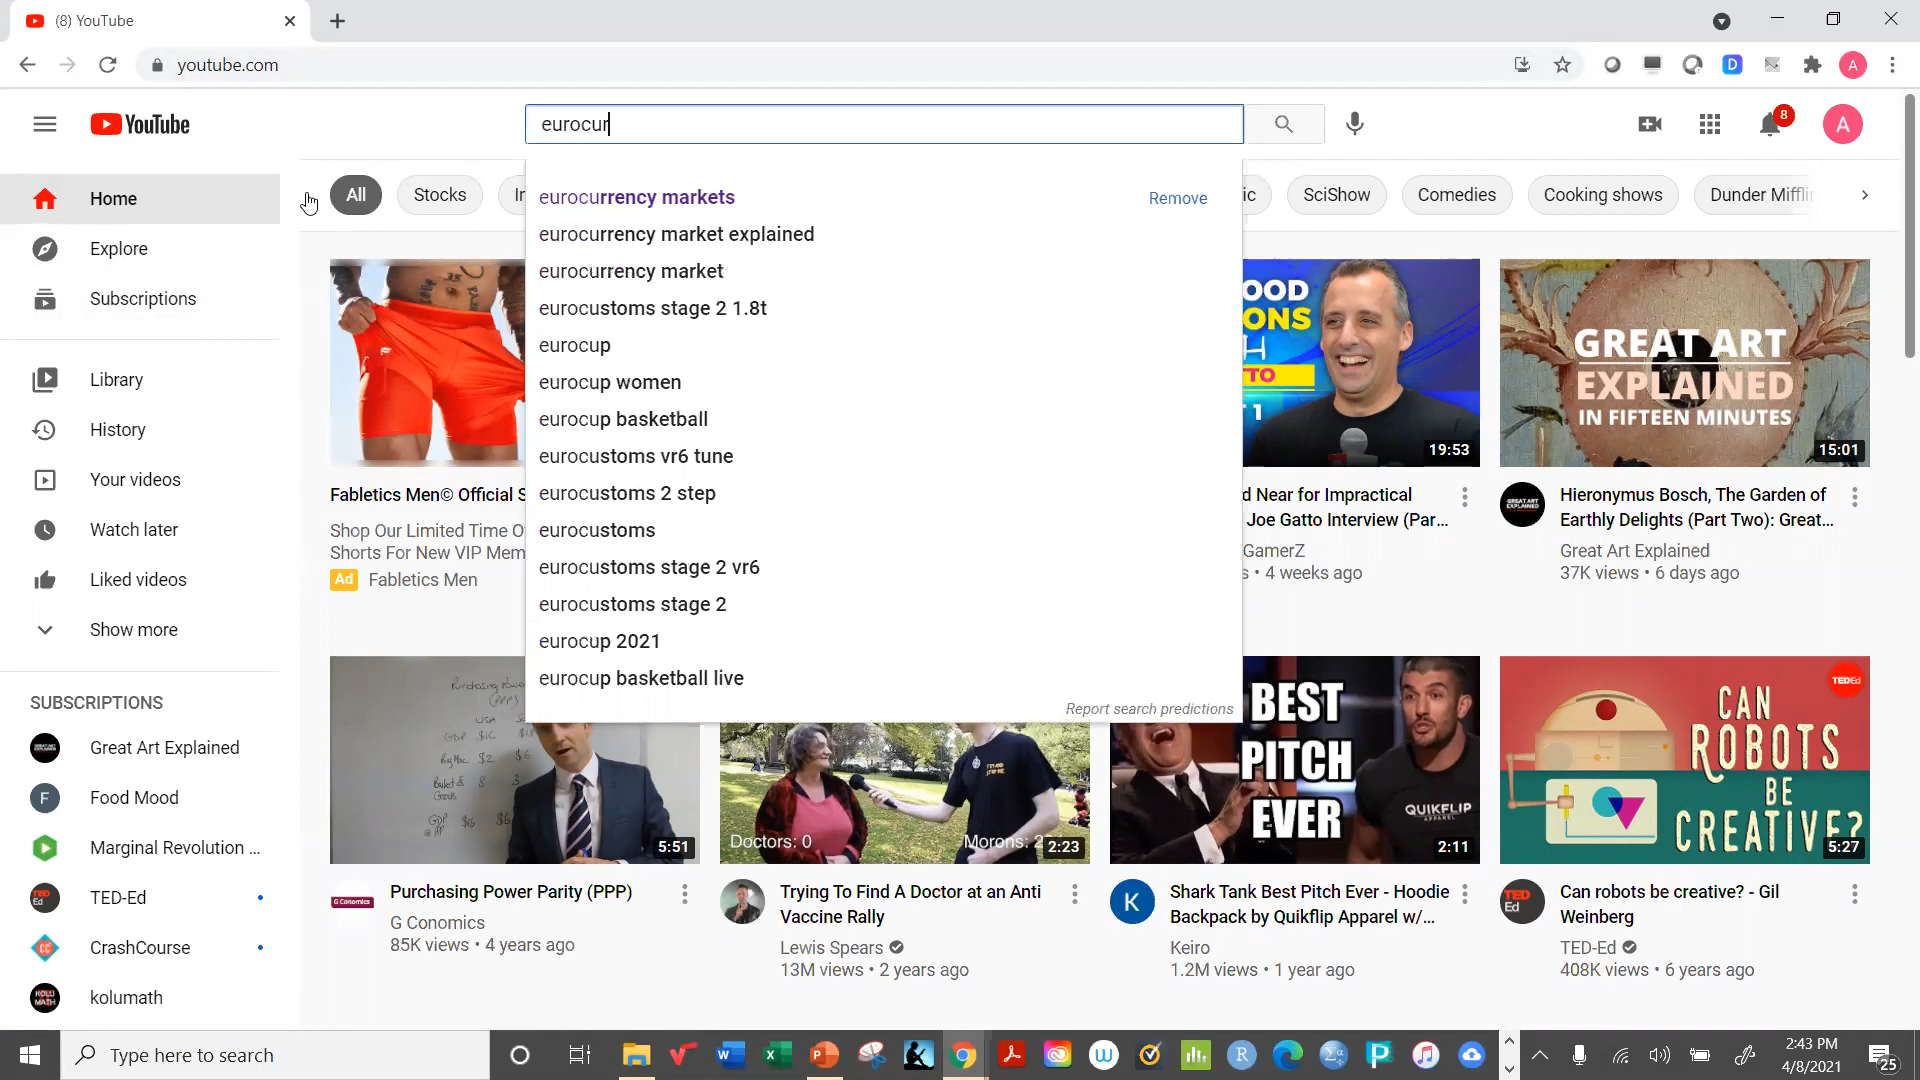 (8) YouTube
youtube.com
YouTube
eurocur
8
A
A
Home
Explore
Subscriptions
Library
History
Your videos
Watch later
Liked videos
Show more
SUBSCRIPTIONS
Great Art Explained
F
Food Mood
Marginal Revolution ...
TED-Ed
CrashCourse
kolumath
All
Stocks
SciShow
Comedies
Cooking shows
Dunder Miffli
eurocurrency markets
Remove
eurocurrency market explained
eurocurrency market
eurocustoms stage 2 1.8t
eurocup
eurocup women
eurocup basketball
eurocustoms vr6 tune
eurocustoms 2 step
eurocustoms
eurocustoms stage 2 vr6
eurocustoms stage 2
eurocup 2021
eurocup basketball live
Report search predictions
Fabletics Men© Official S
Shop Our Limited Time O
Shorts For New VIP Mem
Ad Fabletics Men
OOD
ONS
TO
19:53
d Near for Impractical
Joe Gatto Interview (Par...
GamerZ
s • 4 weeks ago
GREAT ART
EXPLAINED
IN FIFTEEN MINUTES
15:01
Hieronymus Bosch, The Garden of
Earthly Delights (Part Two): Great...
Great Art Explained
37K views • 6 days ago
5:51
Purchasing Power Parity (PPP)
G Conomics
85K views • 4 years ago
Doctors: 0
Morons: 2
2:23
Trying To Find A Doctor at an Anti
Vaccine Rally
Lewis Spears
13M views • 2 years ago
BEST
PITCH
EVER
QUIKFLIP
APPAREL
2:11
K
Shark Tank Best Pitch Ever - Hoodie
Backpack by Quikflip Apparel w/...
Keiro
1.2M views • 1 year ago
TEDEd
CAN
ROBOTS
BE
CREATIVE?
5:27
Can robots be creative? - Gil
Weinberg
TED-Ed
408K views • 6 years ago
Type here to search
2:43 PM
4/8/2021
25